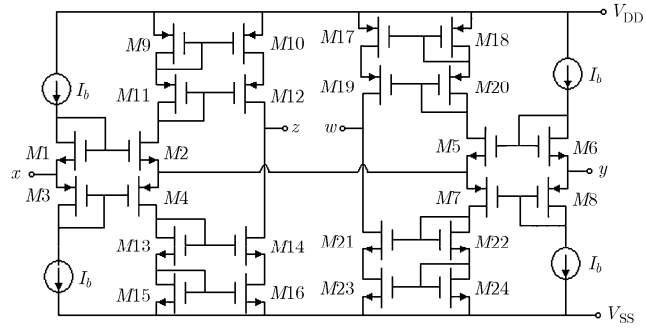 V_DD
M9 M10 M17 M18
I_b I_b
M11 M12 M19 M20
z w
M1 M2 M5 M6
x y
M3 M4 M7 M8
M13 M14 M21 M22
I_b I_b
M15 M16 M23 M24
V_SS